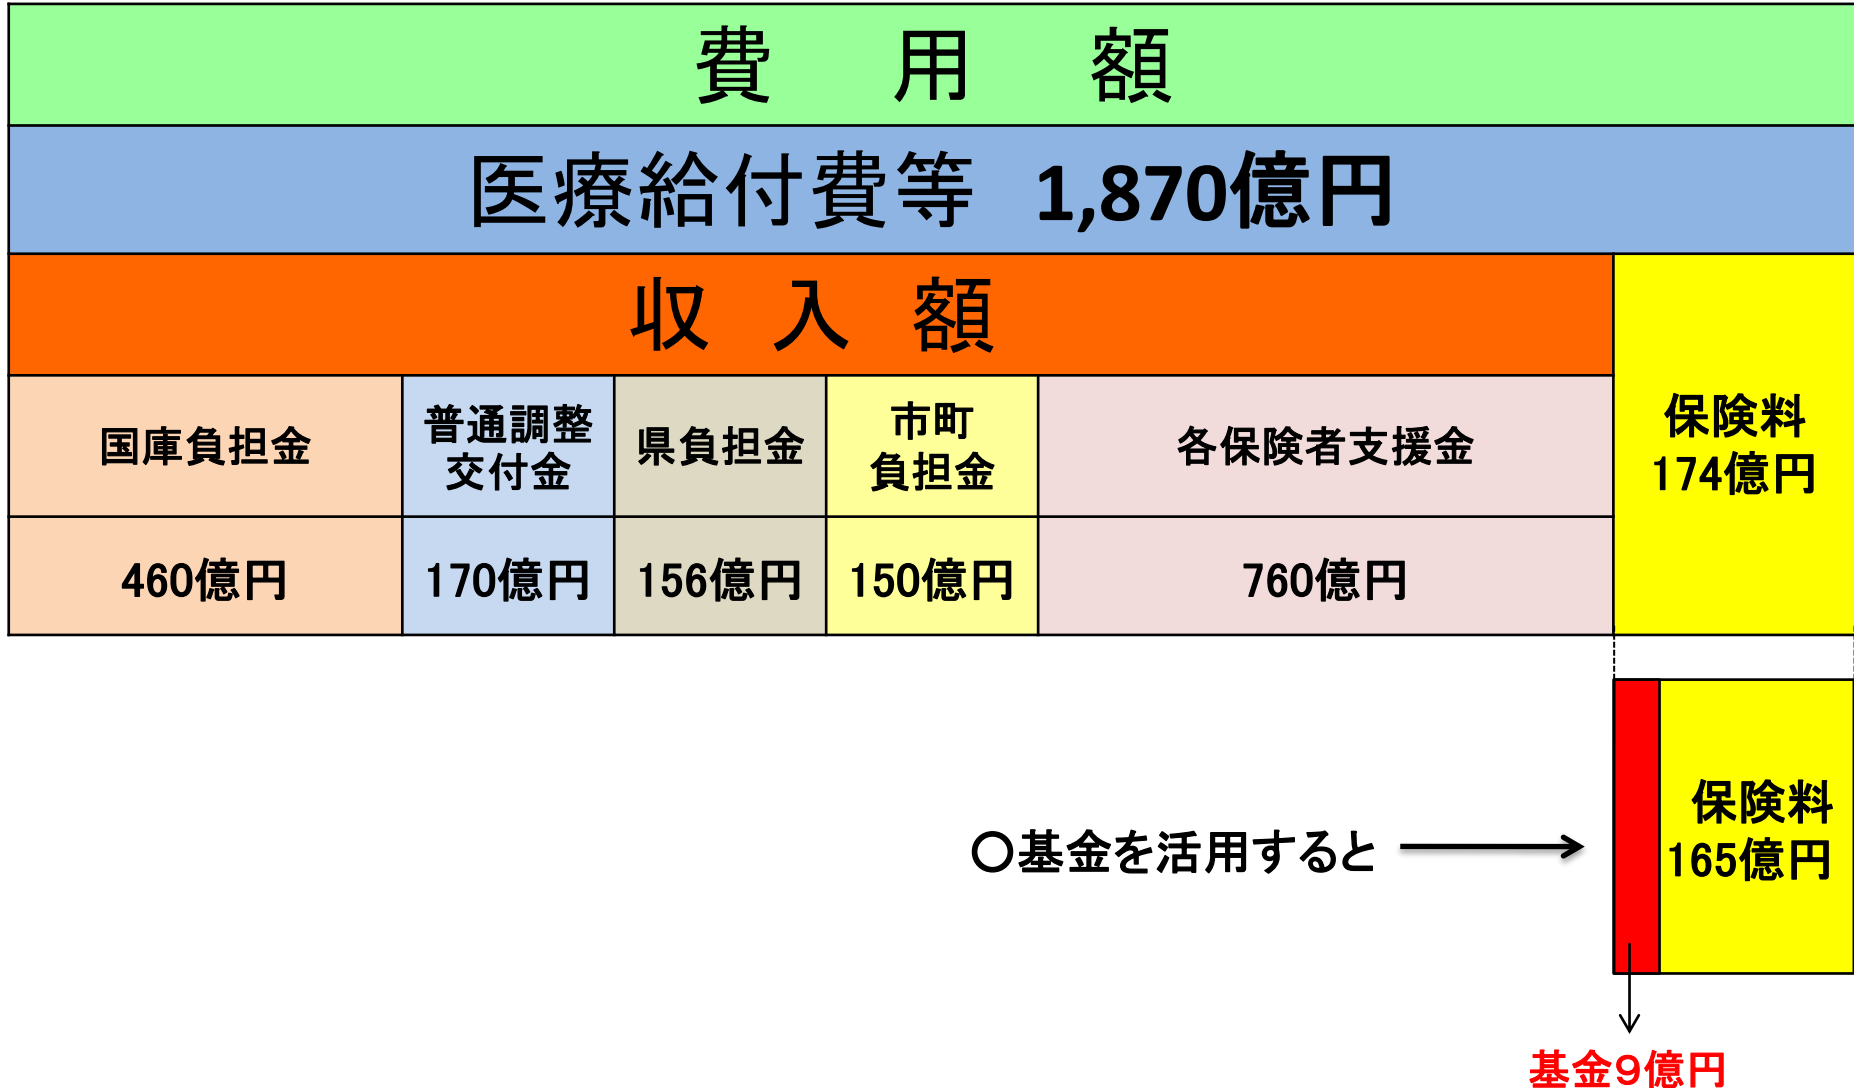 費用額
医療給付費等 1,870億円
収入額
国庫負担金
普通調整
交付金
県負担金
市町
負担金
各保険者支援金
保険料
174億円
460億円
170億円
156億円
150億円
760億円
○基金を活用すると
保険料
165億円
基金9億円